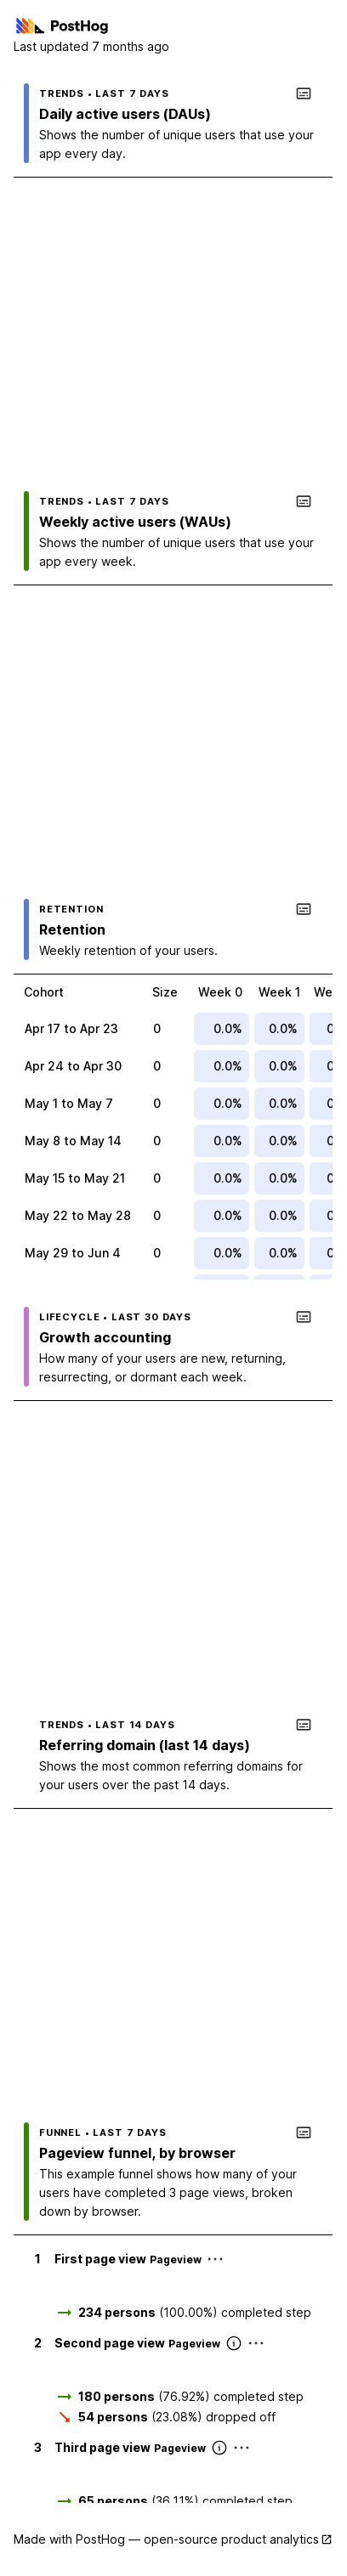 PostHog
Last updated 7 months ago
TRENDS • LAST 7 DAYS
Daily active users (DAUs)
Shows the number of unique users that use your
app every day.
TRENDS • LAST 7 DAYS
Weekly active users (WAUs)
Shows the number of unique users that use your
app every week.
RETENTION
Retention
Weekly retention of your users.
Cohort Size Week 0 Week 1 We
Apr 17 to Apr 23 0 0.0% 0.0% 0
Apr 24 to Apr 30 0 0.0% 0.0% 0
May 1 to May 7 0 0.0% 0.0% 0
May 8 to May 14 0 0.0% 0.0% 0
May 15 to May 21 0 0.0% 0.0% 0
May 22 to May 28 0 0.0% 0.0% 0
May 29 to Jun 4 0 0.0% 0.0% 0
LIFECYCLE • LAST 30 DAYS
Growth accounting
How many of your users are new, returning,
resurrecting, or dormant each week.
TRENDS • LAST 14 DAYS
Referring domain (last 14 days)
Shows the most common referring domains for
your users over the past 14 days.
FUNNEL • LAST 7 DAYS
Pageview funnel, by browser
This example funnel shows how many of your
users have completed 3 page views, broken
down by browser.
1 First page view Pageview
234 persons (100.00%) completed step
2 Second page view Pageview
180 persons (76.92%) completed step
54 persons (23.08%) dropped off
3 Third page view Pageview
65 persons (36.11%) completed step
Made with PostHog — open-source product analytics